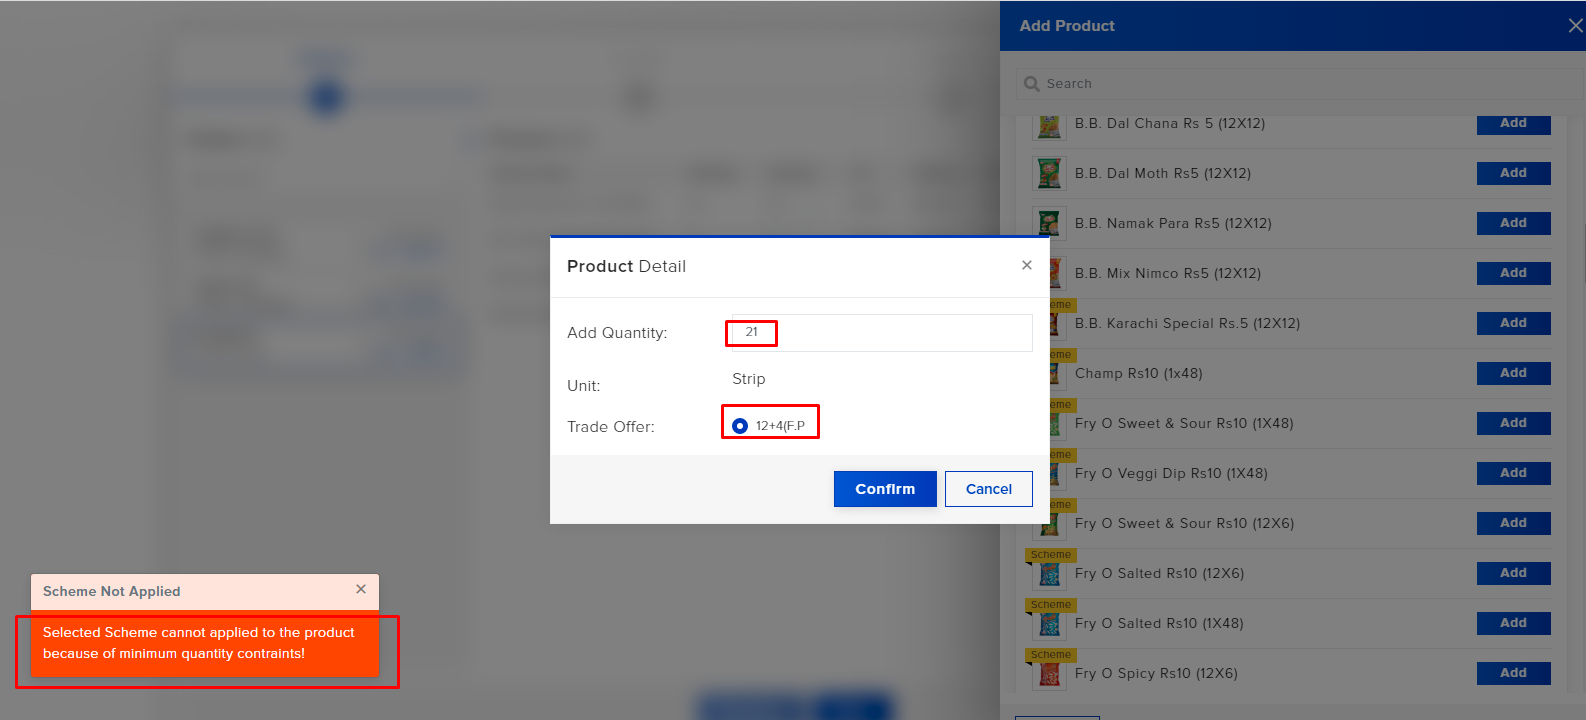 Add Product
Search
B.B. Dal Chana Rs 5 (12X12)
Add
B.B. Dal Moth Rs5 (12X12)
Add
B.B. Namak Para Rs5 (12X12)
Add
B.B. Mix Nimco Rs5 (12X12)
Add
eme
B.B. Karachi Special Rs.5 (12X12)
Add
eme
Champ Rs10 (1x48)
Add
eme
Fry O Sweet & Sour Rs10 (1X48)
Add
eme
Fry O Veggi Dip Rs10 (1X48)
Add
eme
Fry O Sweet & Sour Rs10 (12X6)
Add
Scheme
Fry O Salted Rs10 (12X6)
Add
Scheme
Fry O Salted Rs10 (1X48)
Add
Scheme
Fry O Spicy Rs10 (12X6)
Add
Product Detail
Add Quantity:
21
Unit:
Strip
Trade Offer:
12+4(F.P
Confirm
Cancel
Scheme Not Applied
Selected Scheme cannot applied to the product
because of minimum quantity contraints!